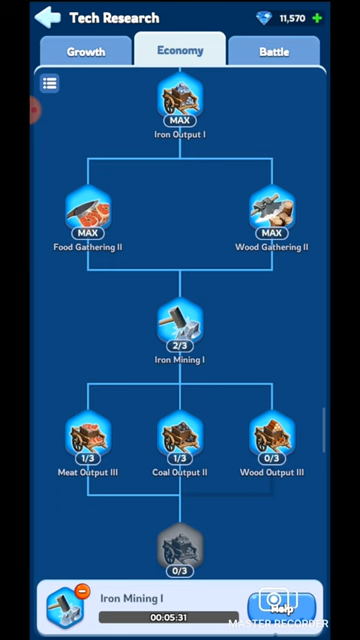 Tech Research
11,570
Growth
Economy
Battle
MAX
Iron Output I
MAX
MAX
Food Gathering II
Wood Gathering II
2/3
Iron Mining I
1/3
1/3
0/3
Meat Output III
Coal Output II
Wood Output III
0/3
Iron Mining I
00:05:31
Help
MASTER RECORDER